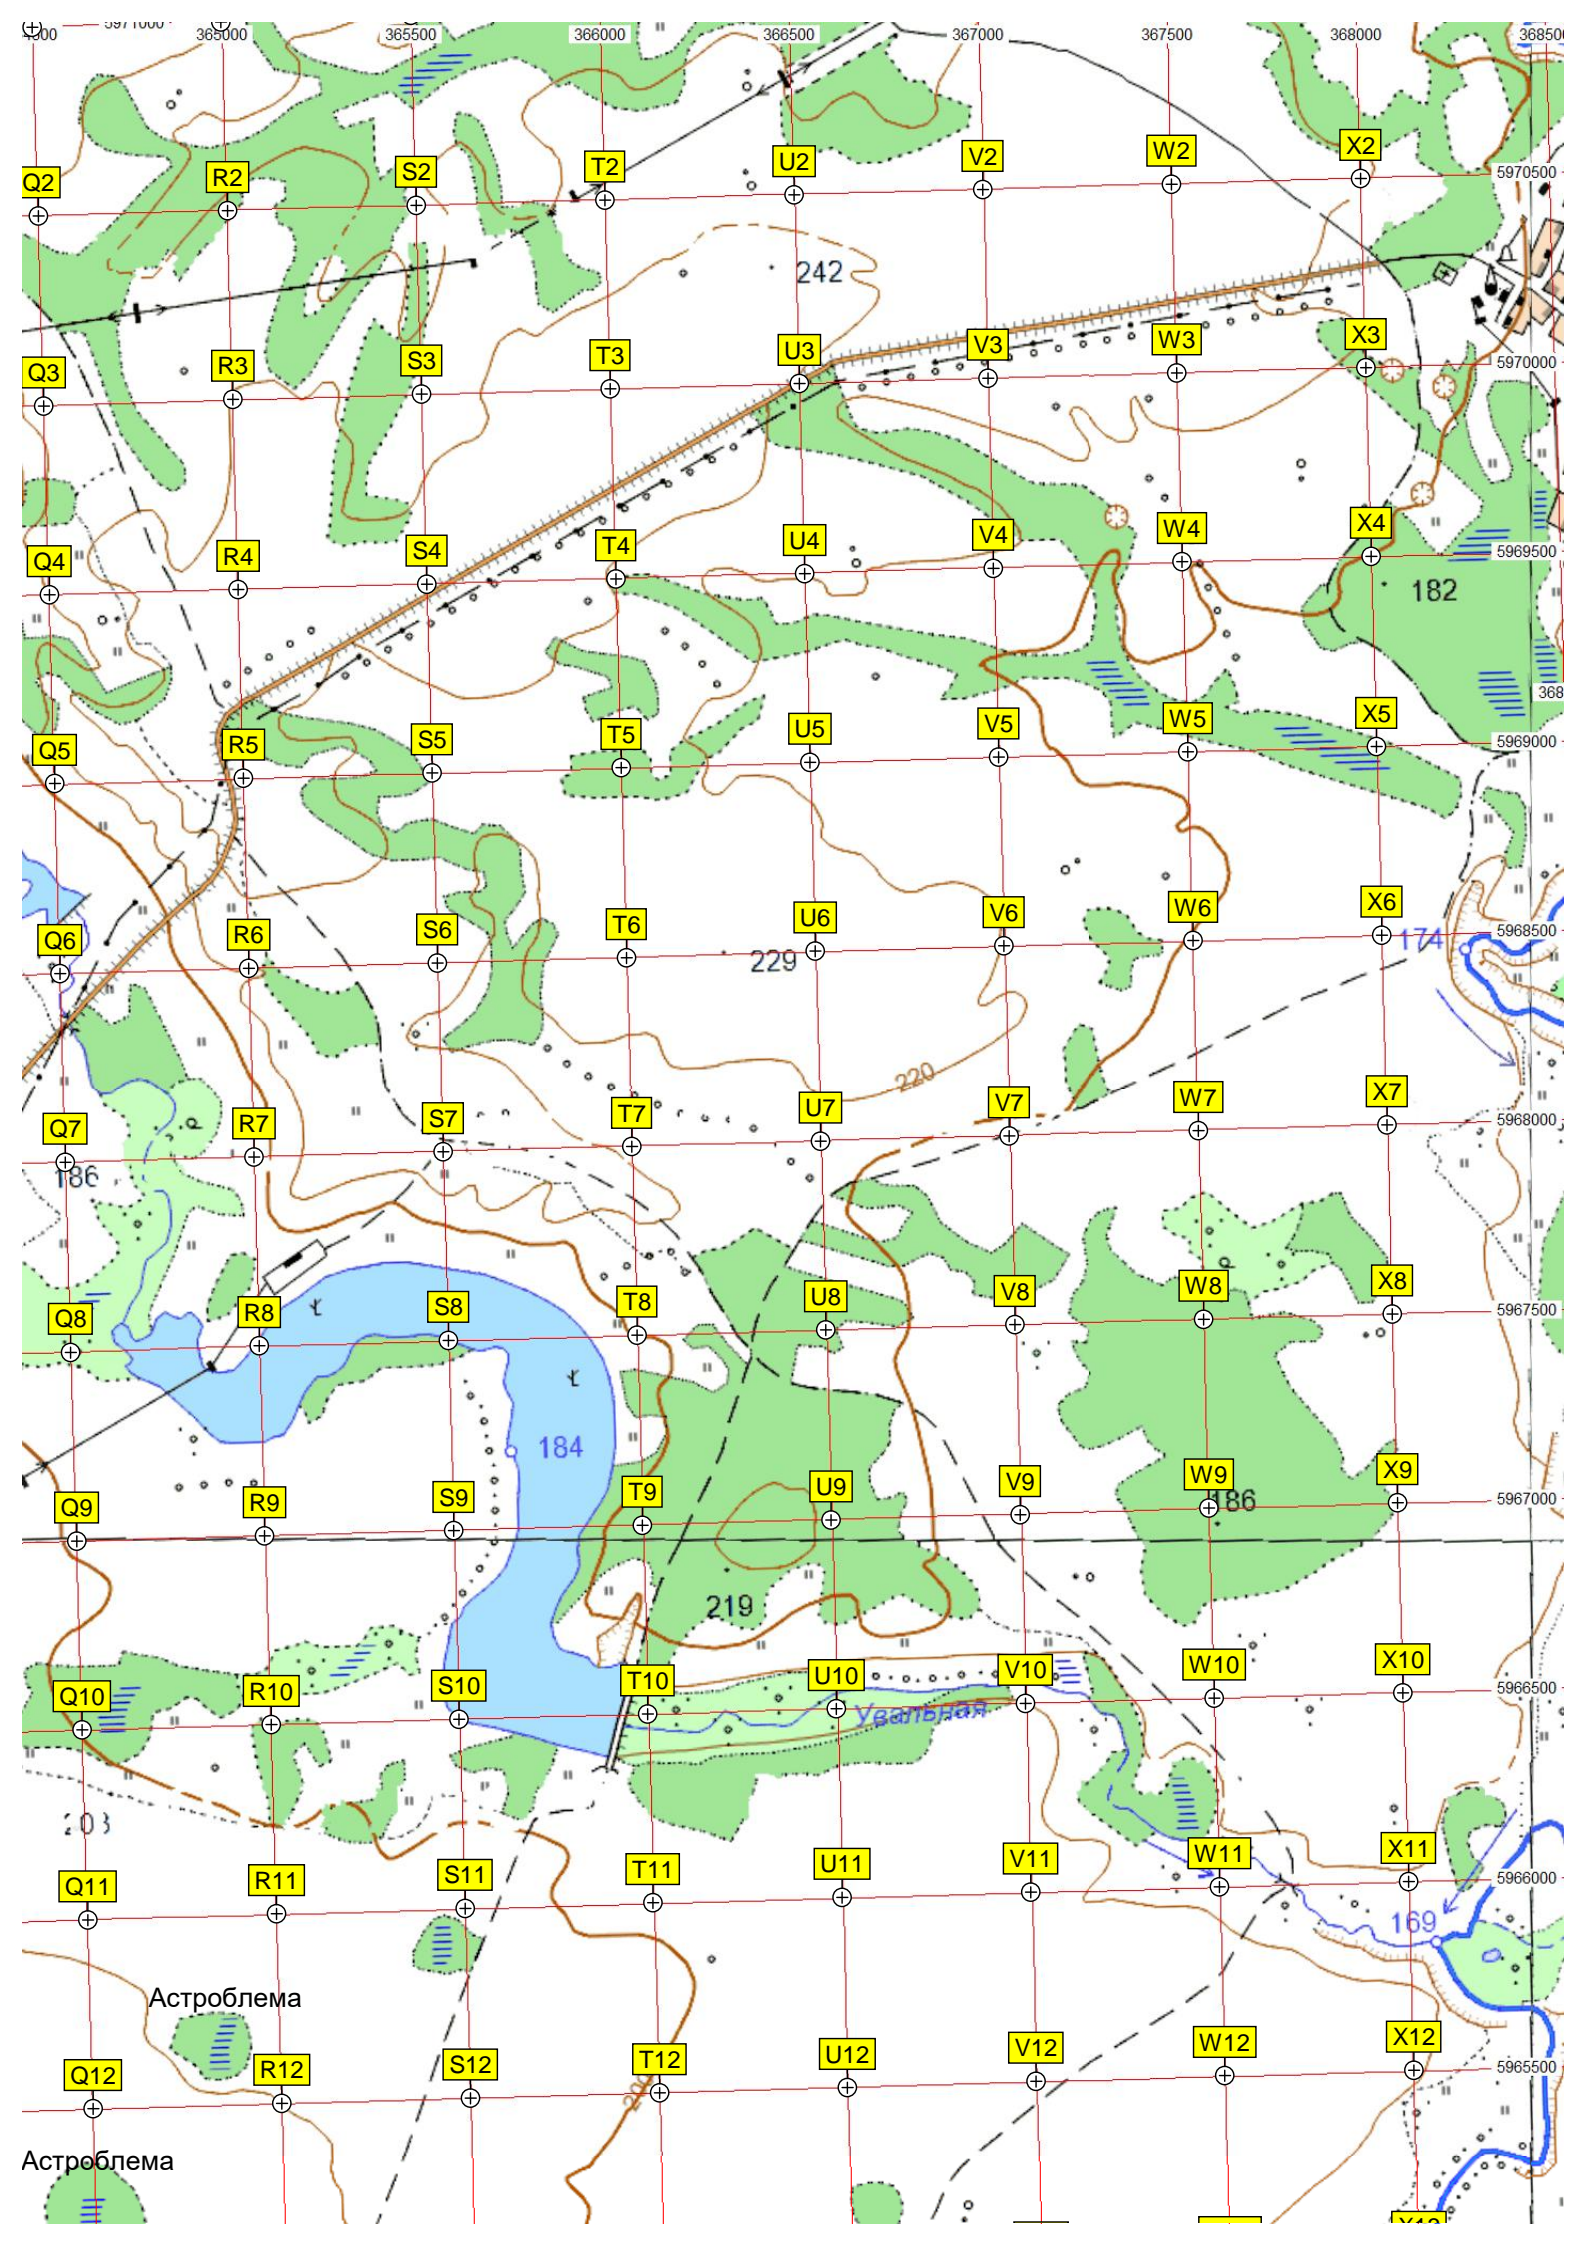 5971000
365000 365500 366000 366500 367000 367500 368000
Q2 R2 S2 T2 U2 V2 W2 X2 5970500
242
Q3 R3 S3 T3 U3 V3 W3 X3 5970000
Q4 R4 S4 T4 U4 V4 W4 X4 5969500
182
368
Q5 R5 S5 T5 U5 V5 W5 X5 5969000
Q6 R6 S6 T6 U6 V6 W6 X6 5968500
174
229
220
Q7 R7 S7 T7 U7 V7 W7 X7 5968000
186
Q8 R8 S8 T8 U8 V8 W8 X8 5967500
184
Q9 R9 S9 T9 U9 V9 W9 X9 5967000
186
219
Q10 R10 S10 T10 U10 V10 W10 X10 5966500
Увальная
203
Q11 R11 S11 T11 U11 V11 W11 X11 5966000
169
Астроблема
Q12 R12 S12 T12 U12 V12 W12 X12 5965500
200
Астроблема